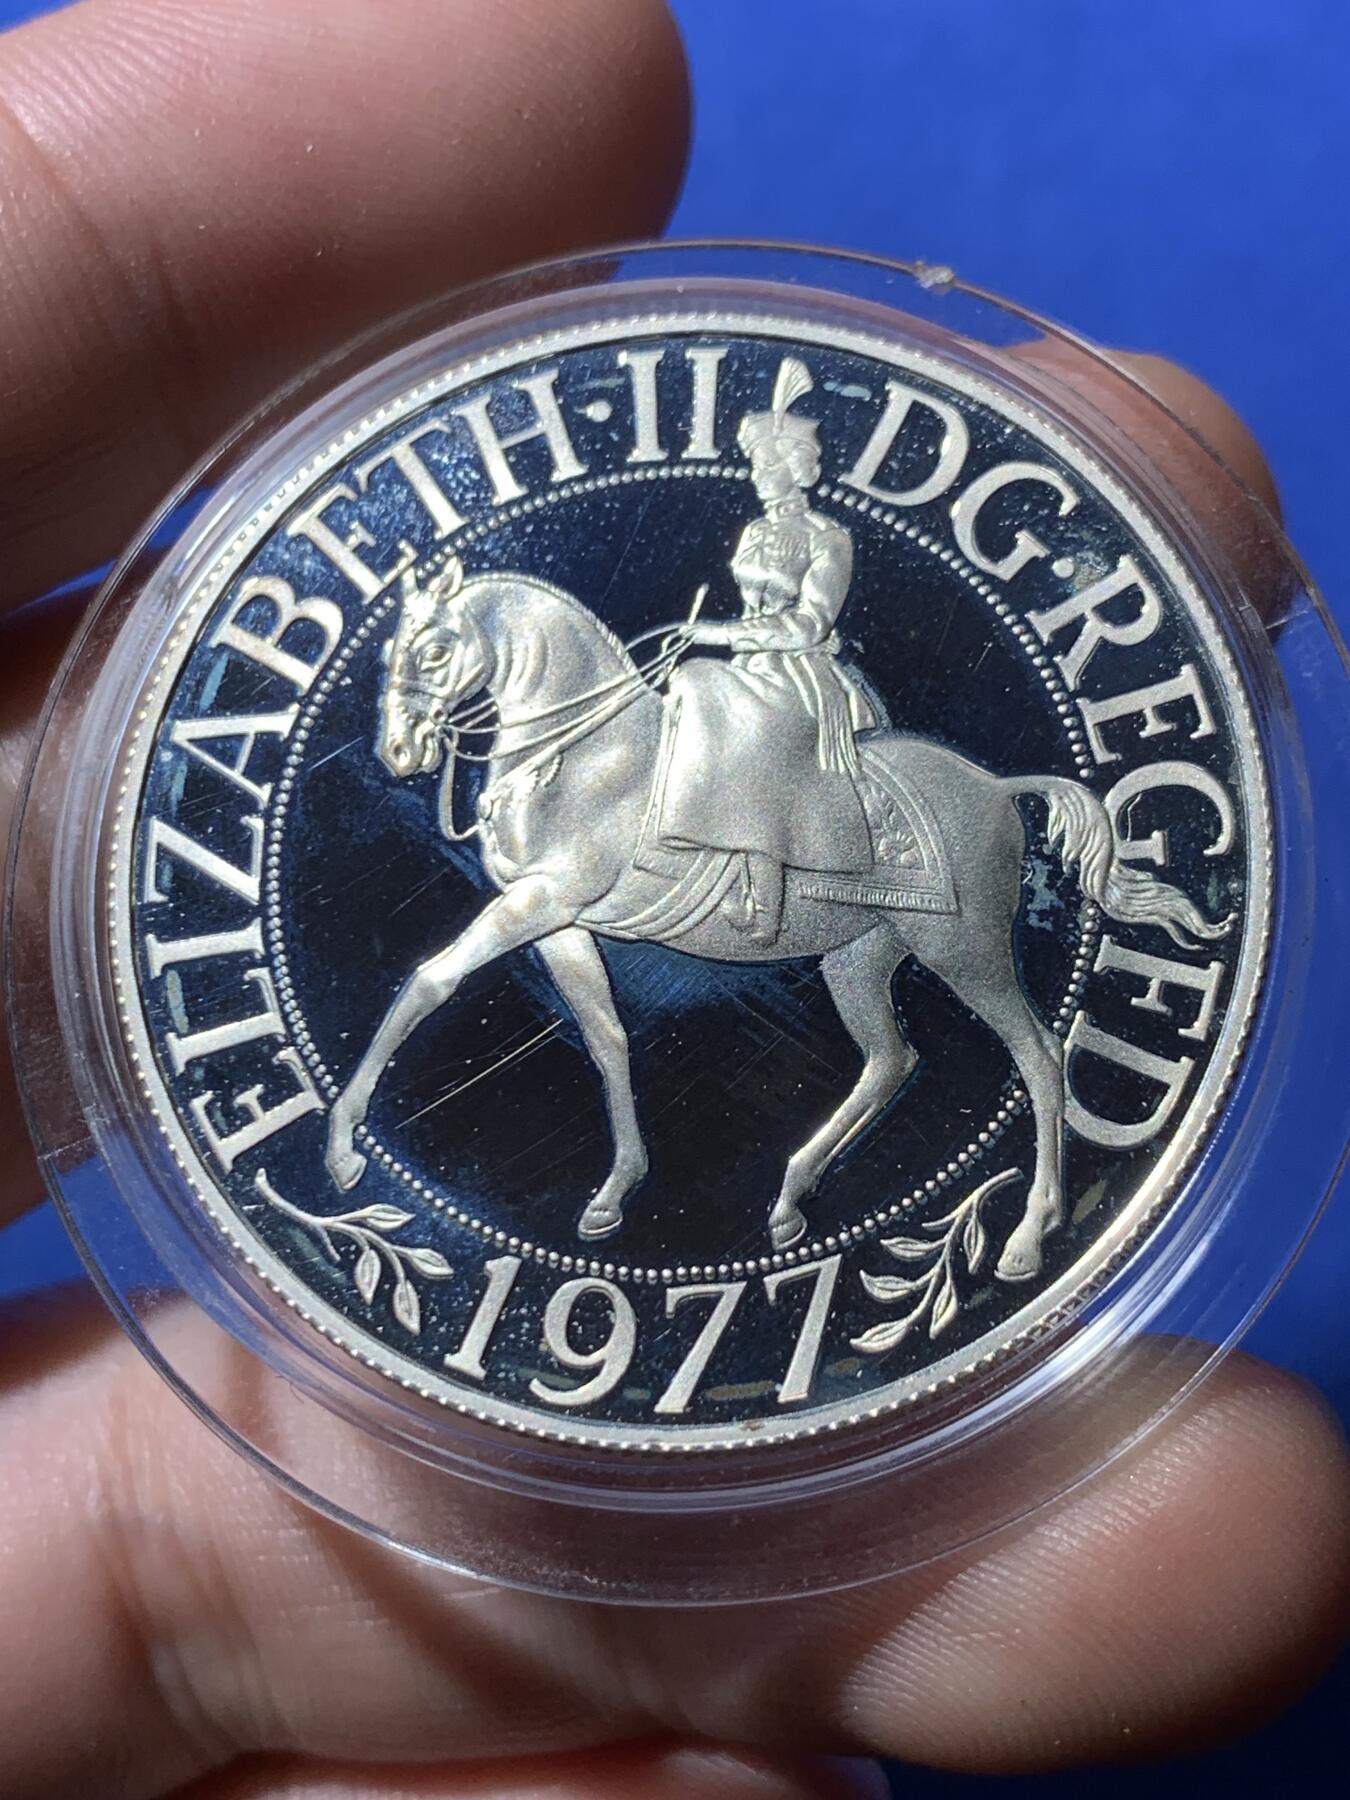 ELIZABETH·II DG·REG FD
1977